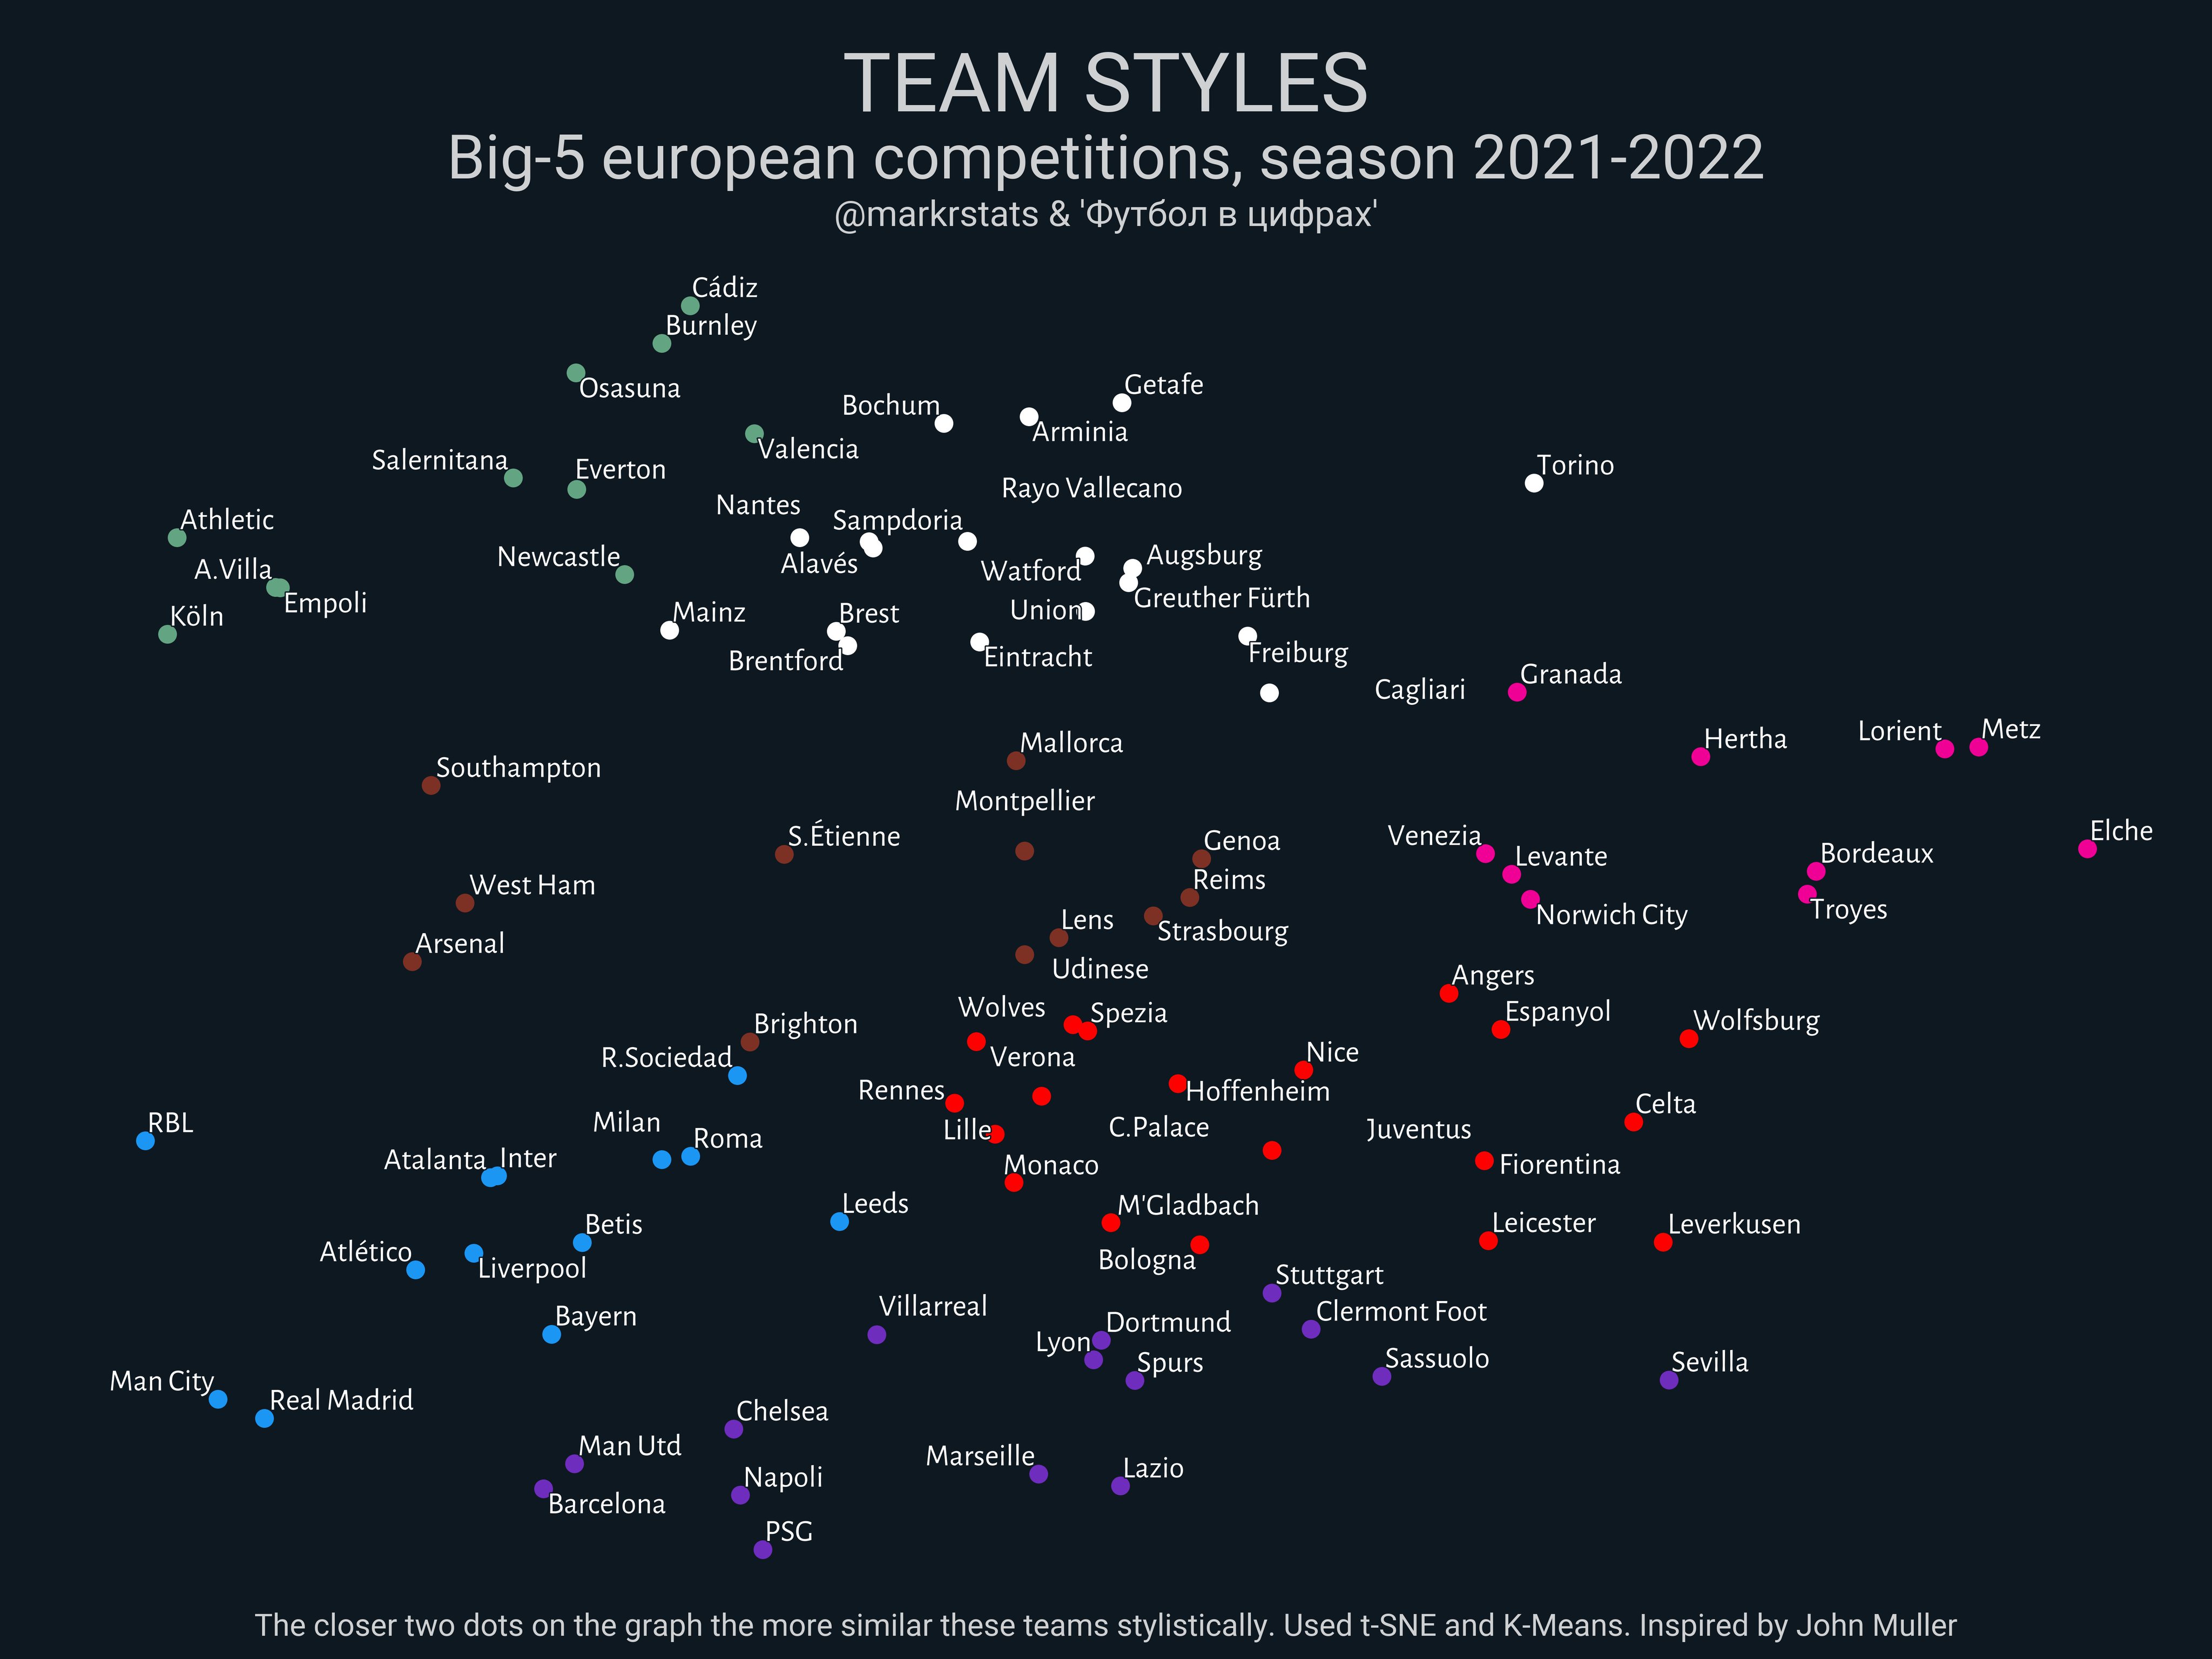 TEAM STYLES
Big-5 european competitions, season 2021-2022
@markrstats & 'Футбол в цифрах'
Cádiz
Burnley
Osasuna
Getafe
Bochum
Arminia
Valencia
Salernitana
Everton
Torino
Rayo Vallecano
Nantes
Sampdoria
Athletic
Newcastle
Alavés
Watford
Augsburg
A.Villa
Empoli
Greuther Fürth
Köln
Mainz
Brest
Union
Brentford
Eintracht
Freiburg
Cagliari
Granada
Hertha
Lorient
Metz
Mallorca
Southampton
Montpellier
S.Étienne
Genoa
Venezia
Elche
Levante
Bordeaux
West Ham
Reims
Norwich City
Troyes
Lens
Strasbourg
Arsenal
Udinese
Angers
Wolves
Spezia
Espanyol
Wolfsburg
Brighton
R.Sociedad
Verona
Nice
Rennes
Hoffenheim
Celta
RBL
Milan
Roma
Lille
C.Palace
Juventus
Atalanta
Inter
Monaco
Fiorentina
Leeds
M'Gladbach
Betis
Leicester
Leverkusen
Atlético
Liverpool
Bologna
Stuttgart
Bayern
Villarreal
Dortmund
Clermont Foot
Lyon
Spurs
Sassuolo
Sevilla
Man City
Real Madrid
Chelsea
Man Utd
Marseille
Lazio
Napoli
Barcelona
PSG
The closer two dots on the graph the more similar these teams stylistically. Used t-SNE and K-Means. Inspired by John Muller